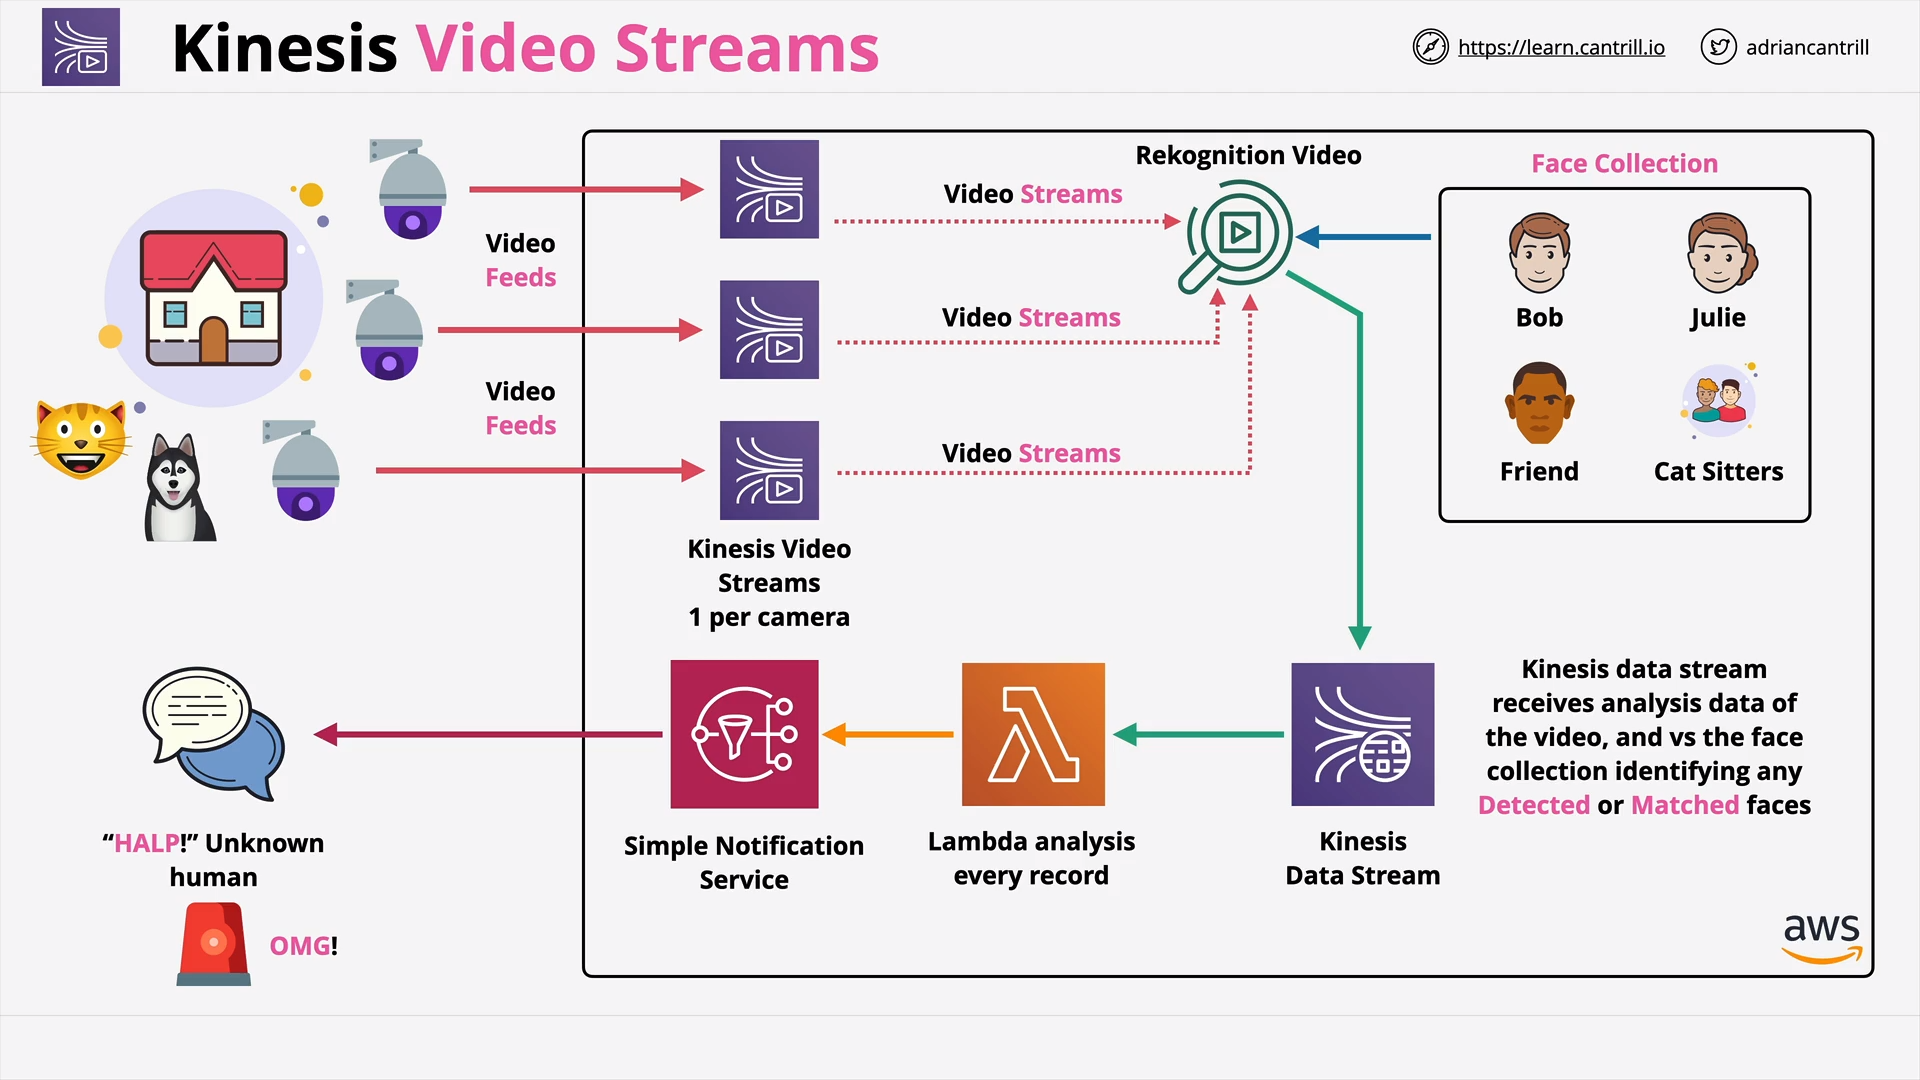 Kinesis Video Streams
https://learn.cantrill.io
adriancantrill
Video
Feeds
Video
Feeds
Video Streams
Video Streams
Video Streams
Rekognition Video
Face Collection
Bob
Julie
Friend
Cat Sitters
Kinesis Video
Streams
1 per camera
Kinesis data stream
receives analysis data of
the video, and vs the face
collection identifying any
Detected or Matched faces
Kinesis
Data Stream
Lambda analysis
every record
Simple Notification
Service
“HALP!” Unknown
human
OMG!
aws